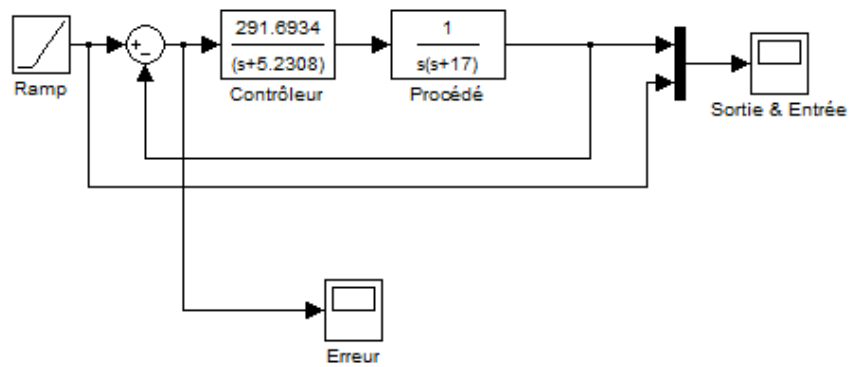 Ramp
+
−
291.6934
(s+5.2308)
Contrôleur
1
s(s+17)
Procédé
Sortie & Entrée
Erreur